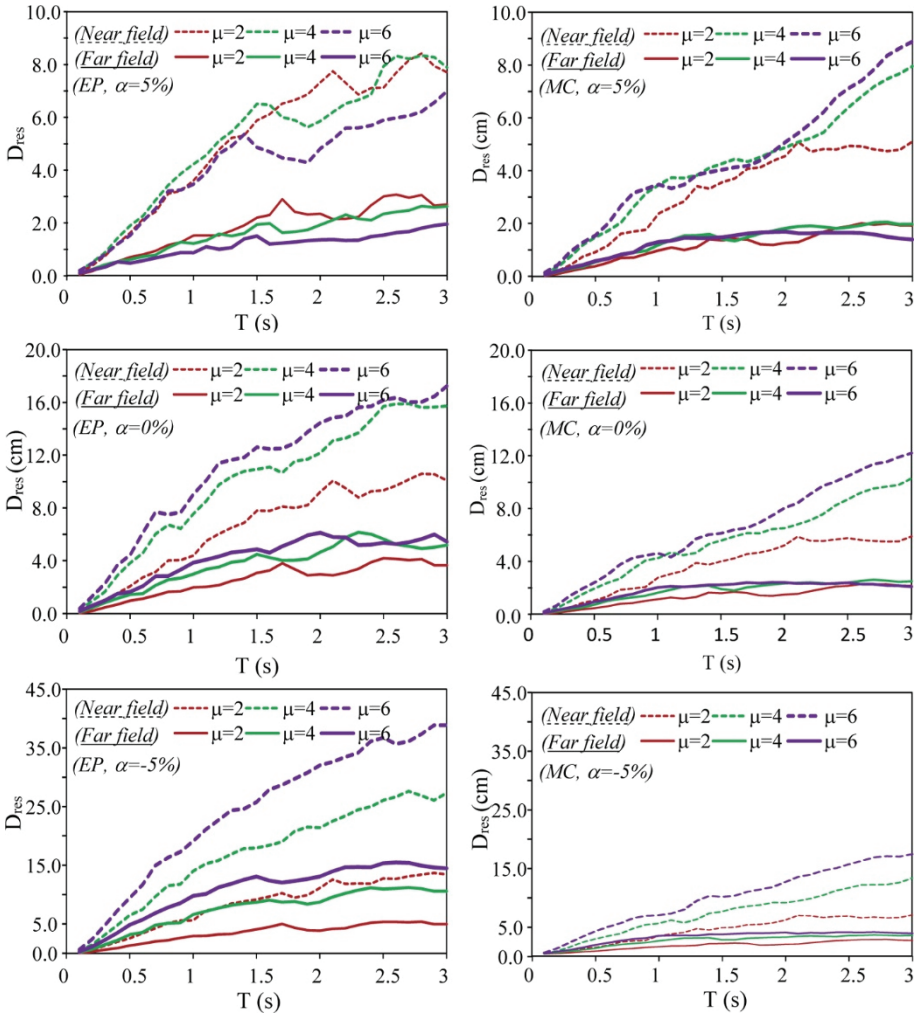 10.0
8.0
6.0
4.0
2.0
0.0
D_res
(Near field) μ=2 μ=4 μ=6
(Far field) μ=2 μ=4 μ=6
(EP, α=5%)
0 0.5 1 1.5 2 2.5 3
T (s)
10.0
8.0
6.0
4.0
2.0
0.0
D_res (cm)
(Near field) μ=2 μ=4 μ=6
(Far field) μ=2 μ=4 μ=6
(MC, α=5%)
0 0.5 1 1.5 2 2.5 3
T (s)
20.0
16.0
12.0
8.0
4.0
0.0
D_res (cm)
(Near field) μ=2 μ=4 μ=6
(Far field) μ=2 μ=4 μ=6
(EP, α=0%)
0 0.5 1 1.5 2 2.5 3
T (s)
20.0
16.0
12.0
8.0
4.0
0.0
D_res (cm)
(Near field) μ=2 μ=4 μ=6
(Far field) μ=2 μ=4 μ=6
(MC, α=0%)
0 0.5 1 1.5 2 2.5 3
T (s)
45.0
35.0
25.0
15.0
5.0
0.0
D_res
(Near field) μ=2 μ=4 μ=6
(Far field) μ=2 μ=4 μ=6
(EP, α=-5%)
0 0.5 1 1.5 2 2.5 3
T (s)
45.0
35.0
25.0
15.0
5.0
0.0
D_res (cm)
(Near field) μ=2 μ=4 μ=6
(Far field) μ=2 μ=4 μ=6
(MC, α=-5%)
0 0.5 1 1.5 2 2.5 3
T (s)